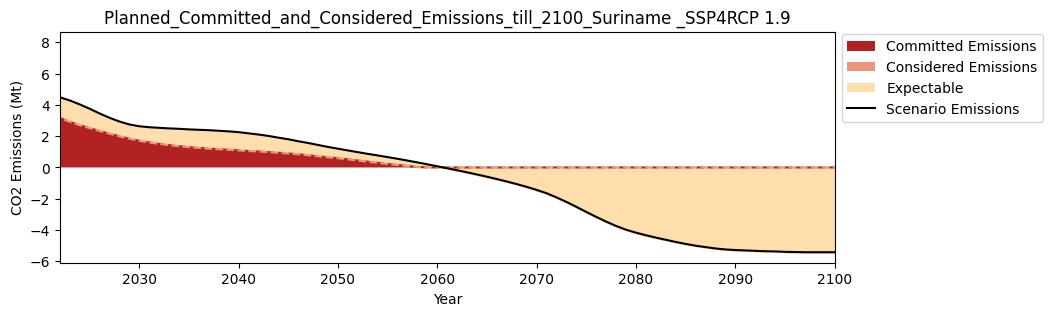 Planned_Committed_and_Considered_Emissions_till_2100_Suriname _SSP4RCP 1.9
8
6
4
2
0
−2
−4
−6
CO2 Emissions (Mt)
2030
2040
2050
2060
2070
2080
2090
2100
Year
Committed Emissions
Considered Emissions
Expectable
Scenario Emissions